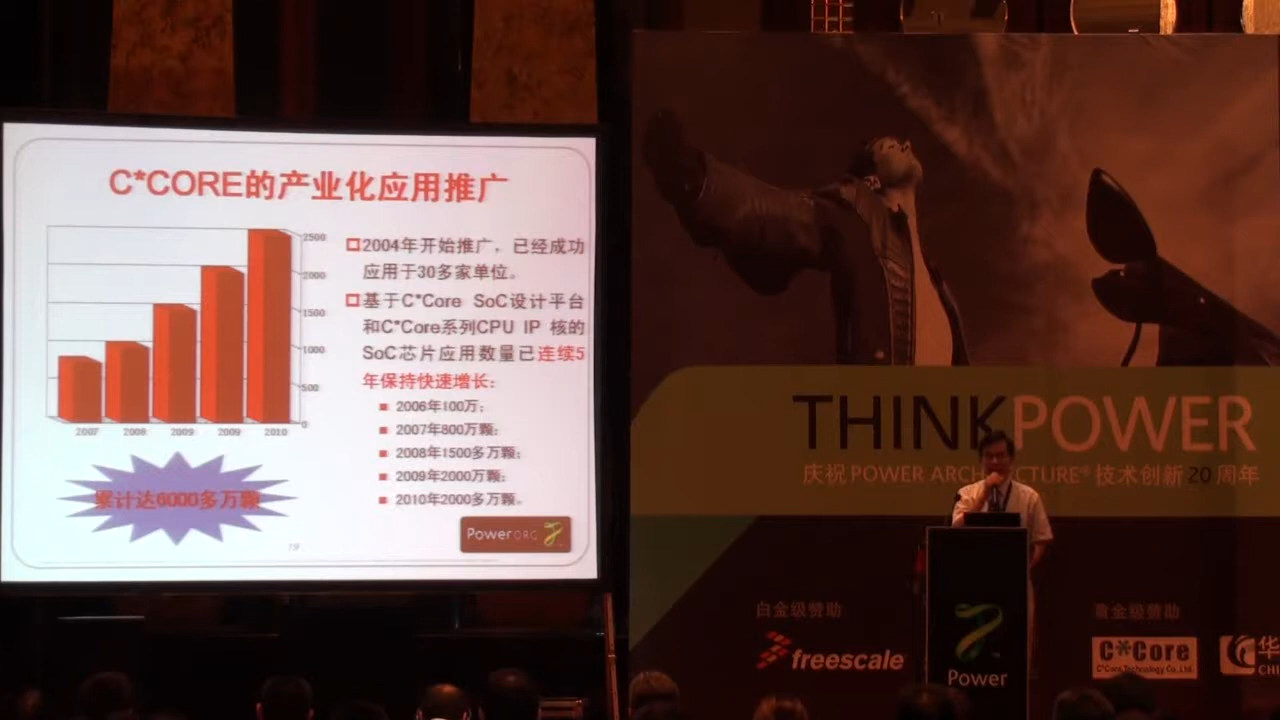 C*CORE的产业化应用推广
2500
2000
1500
1000
500
0
2007 2008 2009 2009 2010
累计达6000多万颗
2004年开始推广，已经成功
应用于30多家单位。
基于C*Core SoC设计平台
和C*Core系列CPU IP 核的
SoC芯片应用数量已连续5
年保持快速增长：
2006年100万；
2007年800万颗；
2008年1500多万颗；
2009年2000万颗；
2010年2000多万颗。
19
Power.ORG
THINKPOWER
庆祝 POWER ARCHITECTURE® 技术创新 20 周年
白金级赞助
freescale
Power
黄金级赞助
C*Core
C*Core Technology Co.,Ltd.
华
CHI